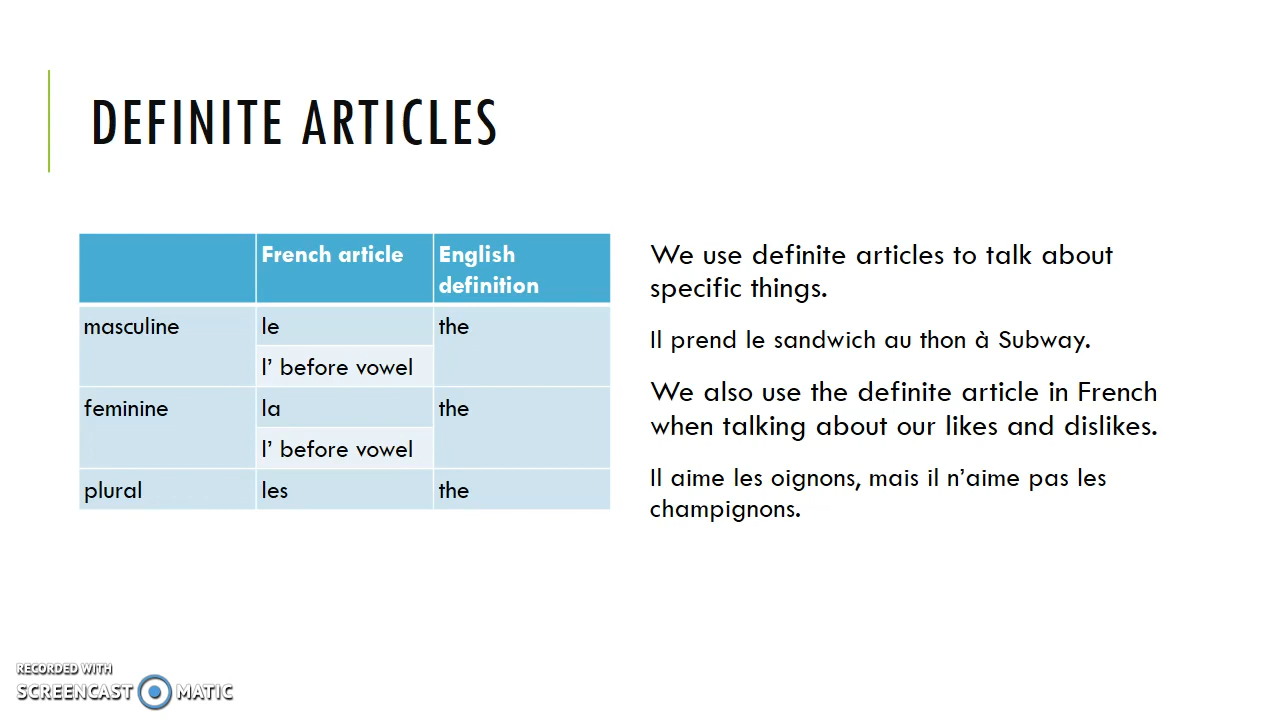 DEFINITE ARTICLES
French article
English
definition
masculine
le
the
l’ before vowel
feminine
la
the
l’ before vowel
plural
les
the
We use definite articles to talk about
specific things.
Il prend le sandwich au thon à Subway.
We also use the definite article in French
when talking about our likes and dislikes.
Il aime les oignons, mais il n’aime pas les
champignons.
RECORDED WITH
SCREENCAST MATIC